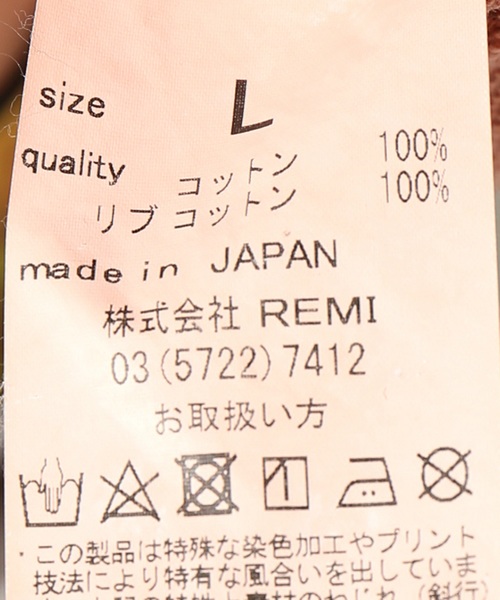 size L
quality コットン 100%
リブコットン 100%
made in JAPAN
株式会社 REMI
03(5722)7412
お取扱い方
・この製品は特殊な染色加工やプリント
技法により特有な風合いを出していま
(斜行)